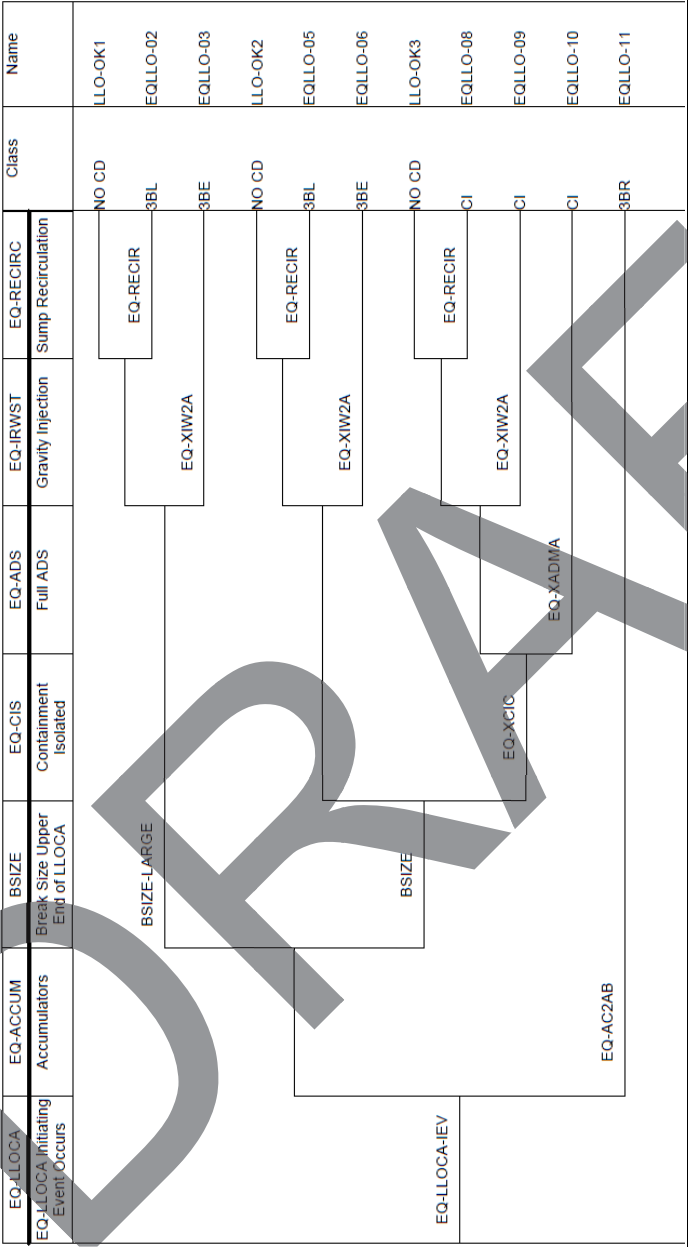 EQ-LLOCA
EQ-ACCUM
BSIZE
EQ-CIS
EQ-ADS
EQ-IRWST
EQ-RECIRC
Class
Name
EQ-LLOCA Initiating
Event Occurs
Accumulators
Break Size Upper
End of LLOCA
Containment
Isolated
Full ADS
Gravity Injection
Sump Recirculation
NO CD
LLO-OK1
EQ-RECIR
3BL
EQLLO-02
EQ-XIW2A
3BE
EQLLO-03
BSIZE-LARGE
NO CD
LLO-OK2
EQ-RECIR
3BL
EQLLO-05
EQ-XIW2A
3BE
EQLLO-06
BSIZE
NO CD
LLO-OK3
EQ-LLOCA-IEV
EQ-RECIR
CI
EQLLO-08
EQ-XCIC
EQ-XIW2A
CI
EQLLO-09
EQ-XADMA
CI
EQLLO-10
EQ-AC2AB
3BR
EQLLO-11
DRAF